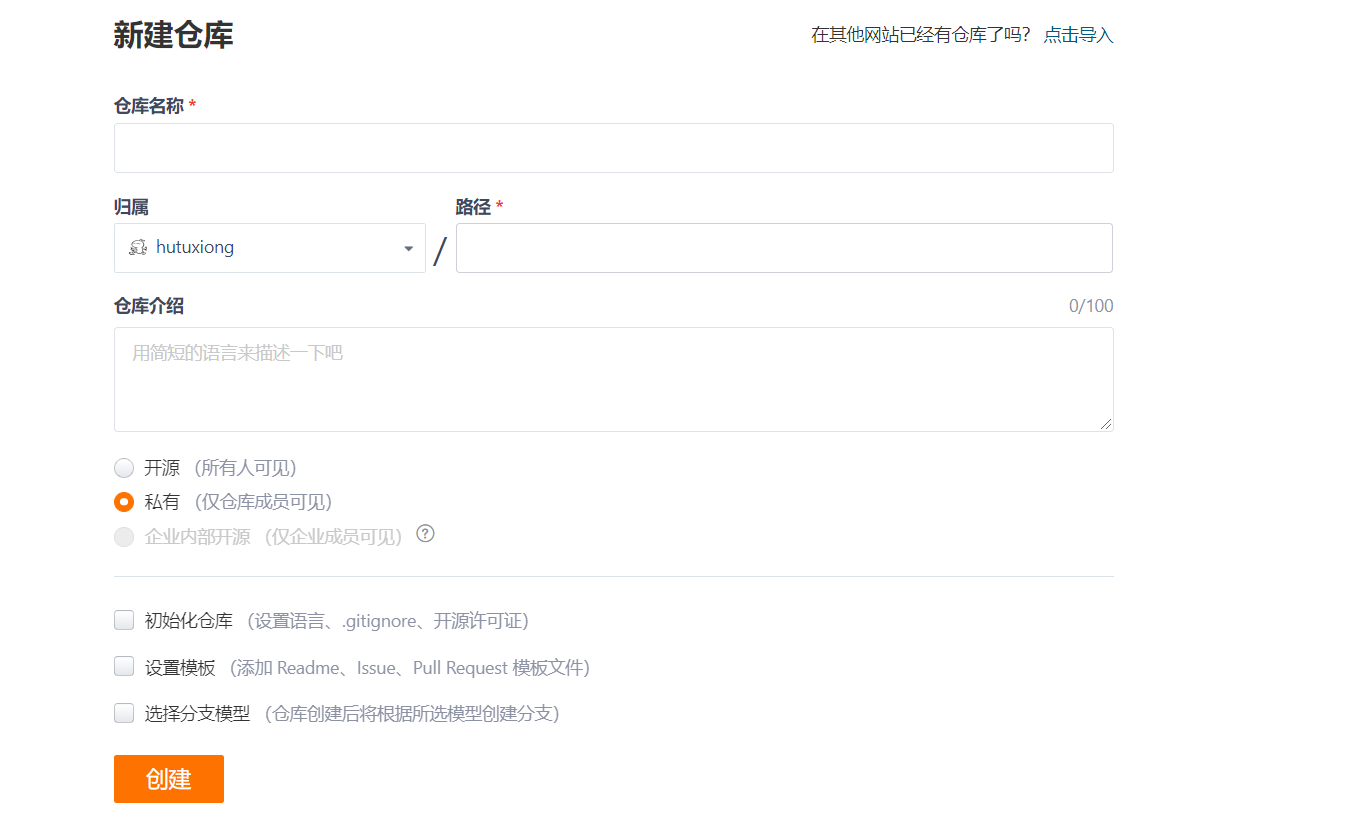 新建仓库
在其他网站已经有仓库了吗? 点击导入
仓库名称 *
归属
路径 *
hutuxiong
/
仓库介绍
0/100
用简短的语言来描述一下吧
开源 (所有人可见)
私有 (仅仓库成员可见)
企业内部开源 (仅企业成员可见) ?
初始化仓库 (设置语言、.gitignore、开源许可证)
设置模板 (添加 Readme、Issue、Pull Request 模板文件)
选择分支模型 (仓库创建后将根据所选模型创建分支)
创建